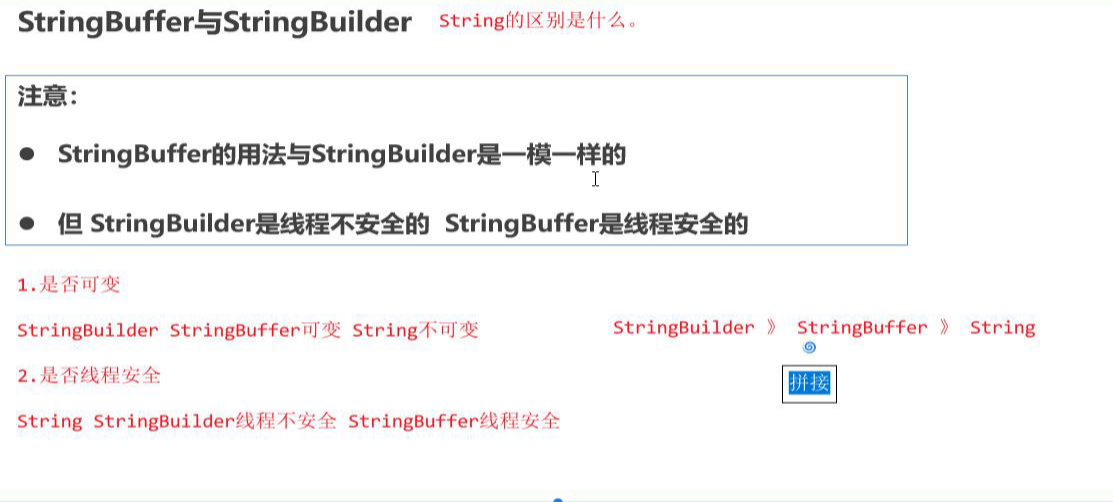 StringBuffer与StringBuilder String的区别是什么。
注意：
● StringBuffer的用法与StringBuilder是一模一样的
● 但 StringBuilder是线程不安全的 StringBuffer是线程安全的
1.是否可变
StringBuilder StringBuffer可变 String不可变
StringBuilder 》 StringBuffer 》 String
拼接
2.是否线程安全
String StringBuilder线程不安全 StringBuffer线程安全